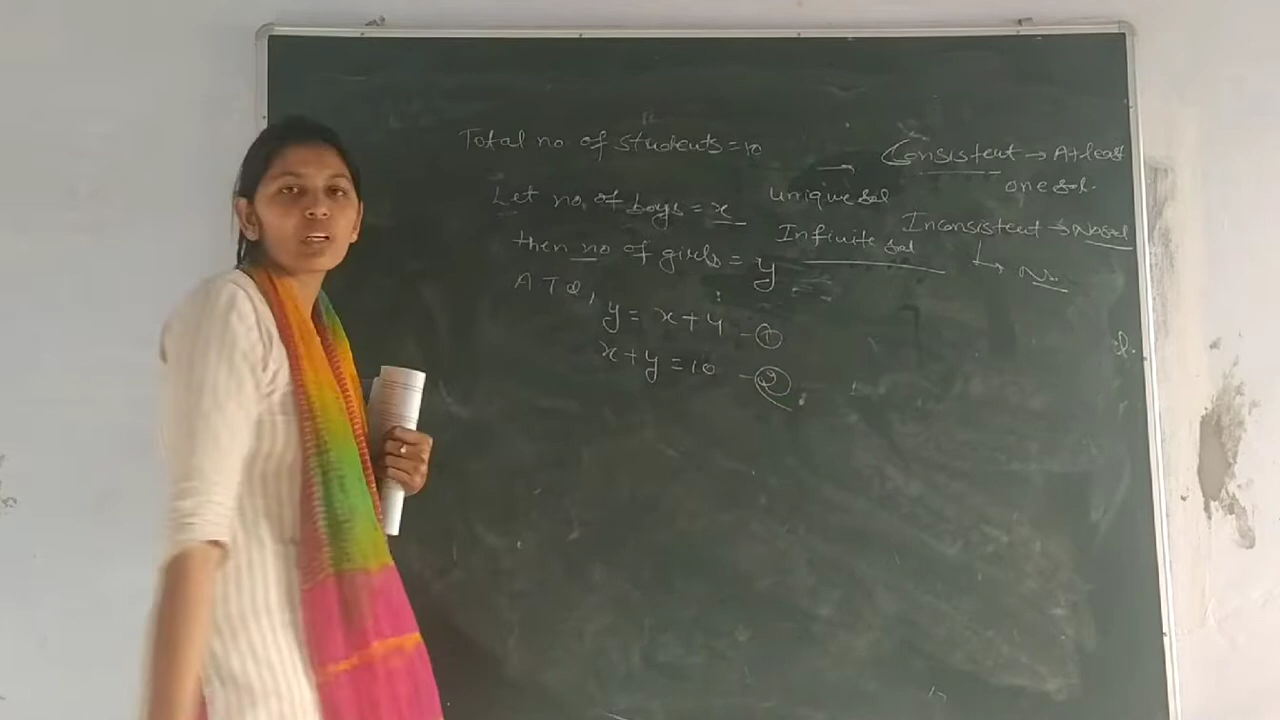 Total no of students = 10
Let no. of boys = x
then no of girls = y
A T Q,
y = x + 4 - ①
x + y = 10 - ②
→ Consistent → Atleast
one sol.
unique sol
Infinite sol
Inconsistent → No sol
↳ No